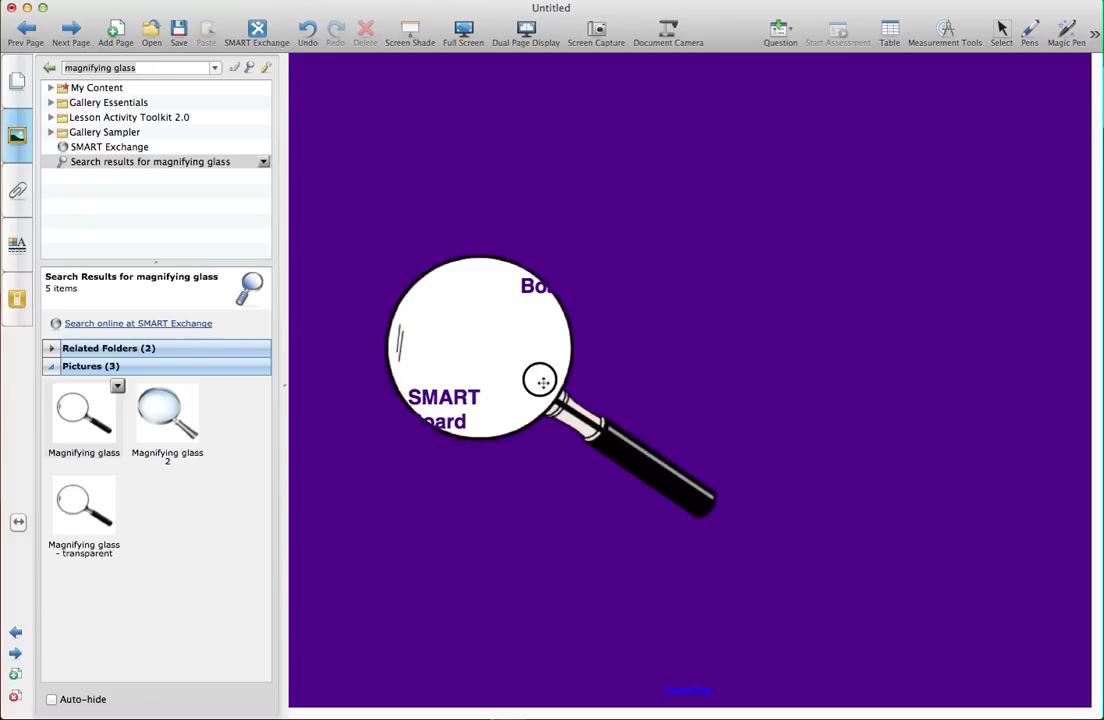 Untitled
Prev Page Next Page Add Page Open Save Paste SMART Exchange Undo Redo Delete Screen Shade Full Screen Dual Page Display Screen Capture Document Camera Question Start Assessment Table Measurement Tools Select Pens Magic Pen
magnifying glass
My Content
Gallery Essentials
Lesson Activity Toolkit 2.0
Gallery Sampler
SMART Exchange
Search results for magnifying glass
Search Results for magnifying glass
5 items
Search online at SMART Exchange
Related Folders (2)
Pictures (3)
Magnifying glass
Magnifying glass
2
Magnifying glass
- transparent
Auto-hide
SMART